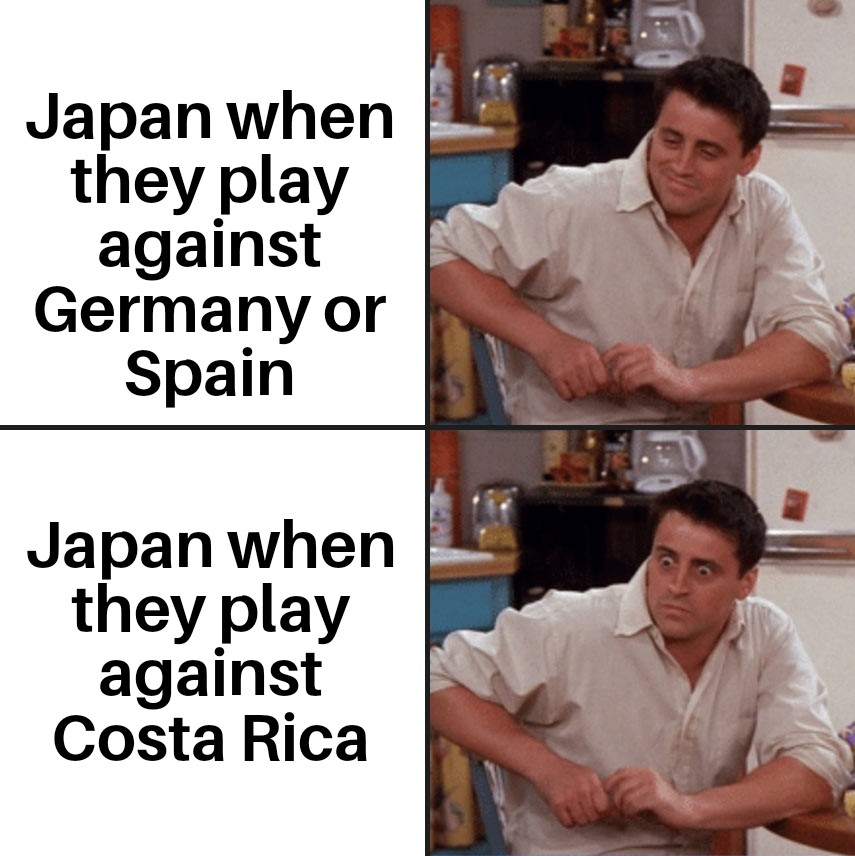 Japan when
they play
against
Germany or
Spain
Japan when
they play
against
Costa Rica